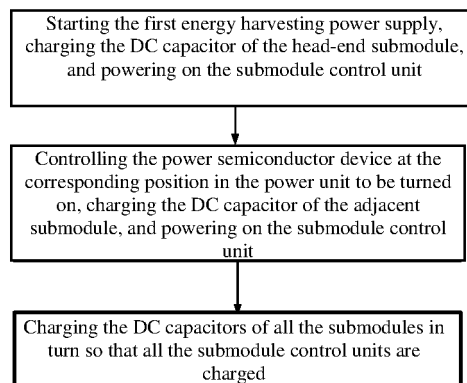 Starting the first energy harvesting power supply,
charging the DC capacitor of the head-end submodule,
and powering on the submodule control unit
Controlling the power semiconductor device at the
corresponding position in the power unit to be turned
on, charging the DC capacitor of the adjacent
submodule, and powering on the submodule control
unit
Charging the DC capacitors of all the submodules in
turn so that all the submodule control units are
charged